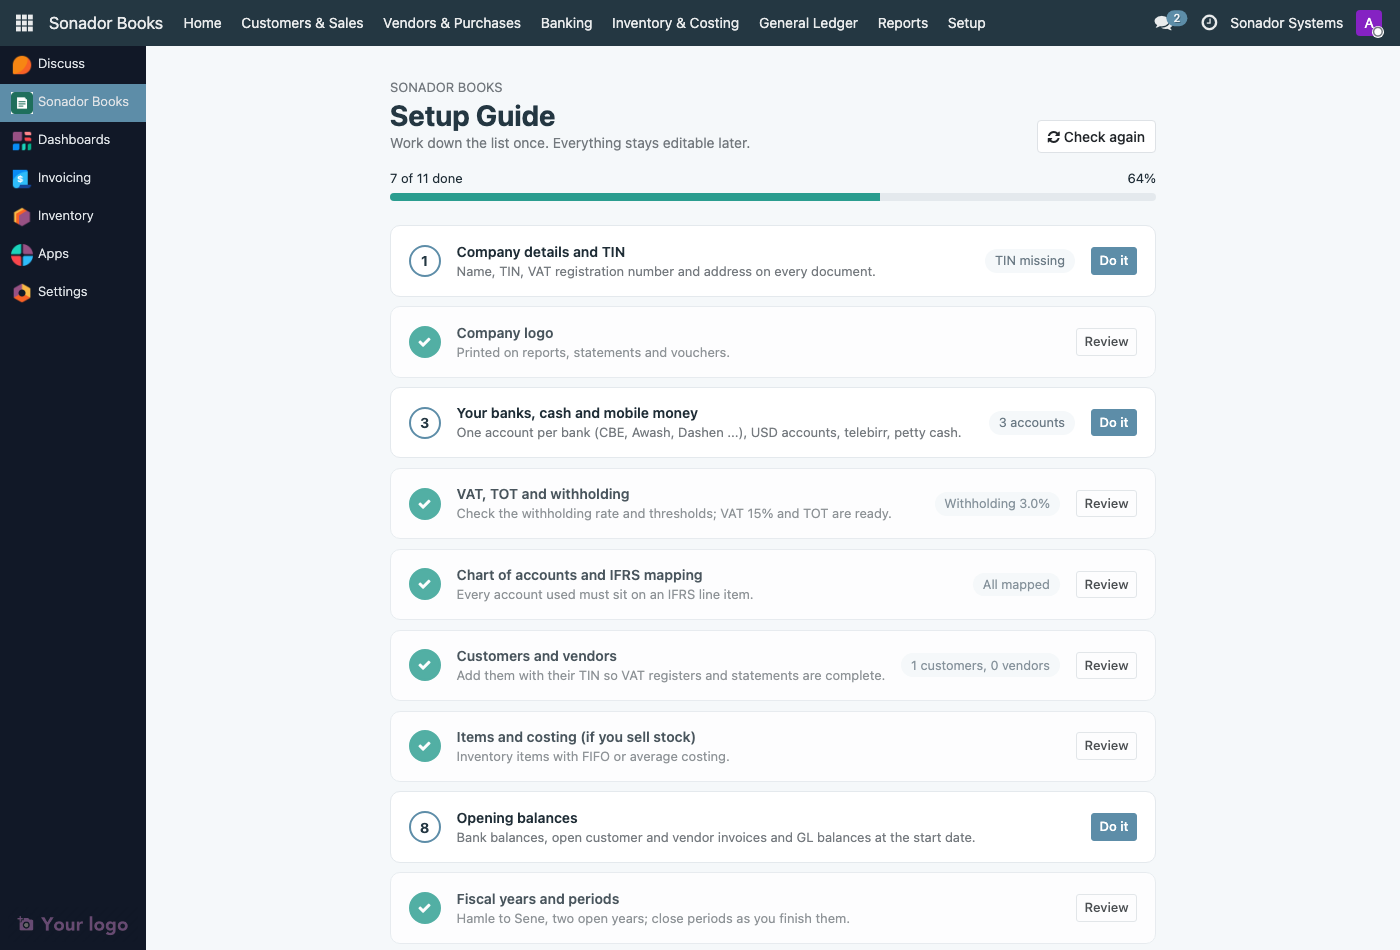 Sonador Books
Home
Customers & Sales
Vendors & Purchases
Banking
Inventory & Costing
General Ledger
Reports
Setup
2
Sonador Systems
A
Discuss
Sonador Books
Dashboards
Invoicing
Inventory
Apps
Settings
Your logo
SONADOR BOOKS
Setup Guide
Work down the list once. Everything stays editable later.
Check again
7 of 11 done
64%
1
Company details and TIN
Name, TIN, VAT registration number and address on every document.
TIN missing
Do it
Company logo
Printed on reports, statements and vouchers.
Review
3
Your banks, cash and mobile money
One account per bank (CBE, Awash, Dashen ...), USD accounts, telebirr, petty cash.
3 accounts
Do it
VAT, TOT and withholding
Check the withholding rate and thresholds; VAT 15% and TOT are ready.
Withholding 3.0%
Review
Chart of accounts and IFRS mapping
Every account used must sit on an IFRS line item.
All mapped
Review
Customers and vendors
Add them with their TIN so VAT registers and statements are complete.
1 customers, 0 vendors
Review
Items and costing (if you sell stock)
Inventory items with FIFO or average costing.
Review
8
Opening balances
Bank balances, open customer and vendor invoices and GL balances at the start date.
Do it
Fiscal years and periods
Hamle to Sene, two open years; close periods as you finish them.
Review